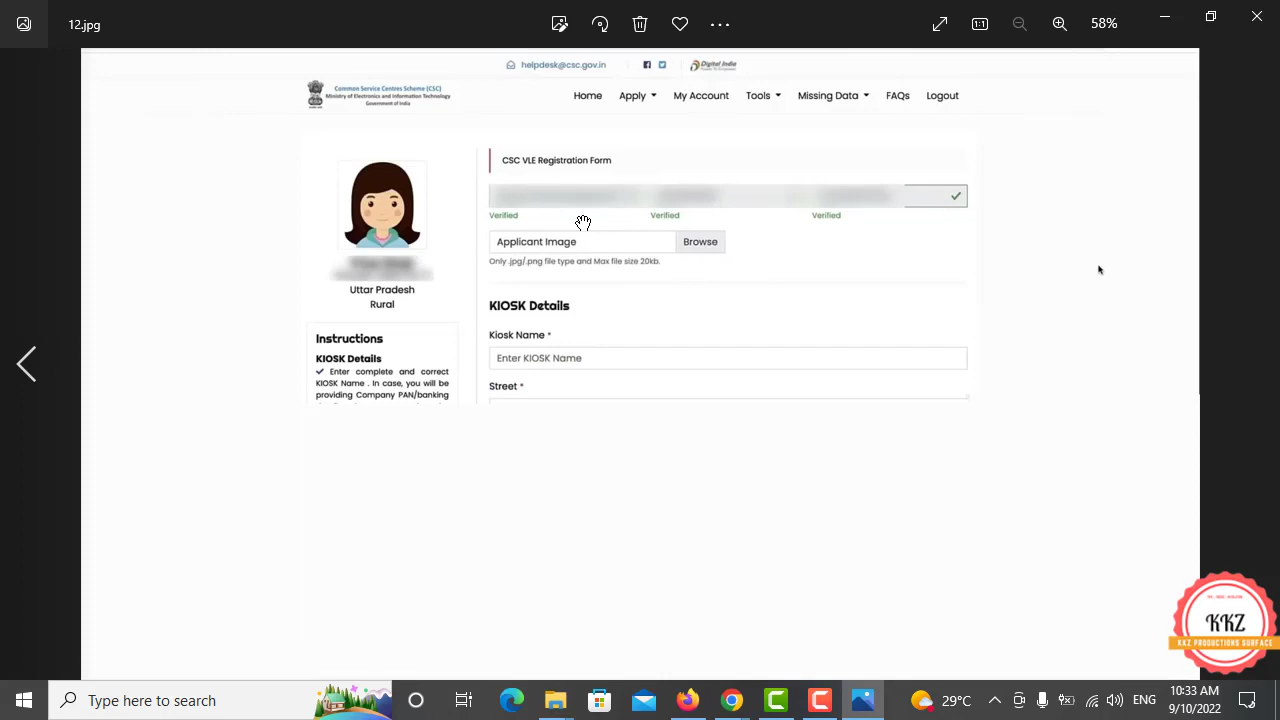 12.jpg
58%
helpdesk@csc.gov.in
Digital India
Power To Empower
Common Service Centres Scheme (CSC)
Ministry of Electronics and Information Technology
Government of India
Home Apply My Account Tools Missing Data FAQs Logout
CSC VLE Registration Form
Verified Verified Verified
Applicant Image Browse
Only .jpg/.png file type and Max file size 20kb.
Uttar Pradesh
Rural
KIOSK Details
Kiosk Name *
Enter KIOSK Name
Street *
Instructions
KIOSK Details
Enter complete and correct
KIOSK Name . In case, you will be
providing Company PAN/banking
KKZ
KKZ PRODUCTIONS SURFACE
Type here to search
29°C
ENG
10:33 AM
9/10/2022